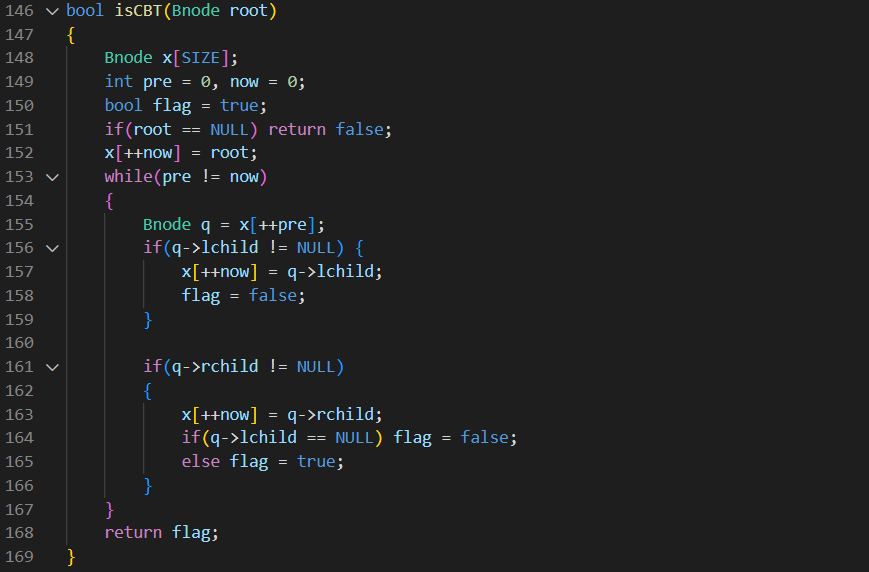 146 bool isCBT(Bnode root)
147 {
148     Bnode x[SIZE];
149     int pre = 0, now = 0;
150     bool flag = true;
151     if(root == NULL) return false;
152     x[++now] = root;
153     while(pre != now)
154     {
155         Bnode q = x[++pre];
156         if(q->lchild != NULL) {
157             x[++now] = q->lchild;
158             flag = false;
159         }
160
161         if(q->rchild != NULL)
162         {
163             x[++now] = q->rchild;
164             if(q->lchild == NULL) flag = false;
165             else flag = true;
166         }
167     }
168     return flag;
169 }